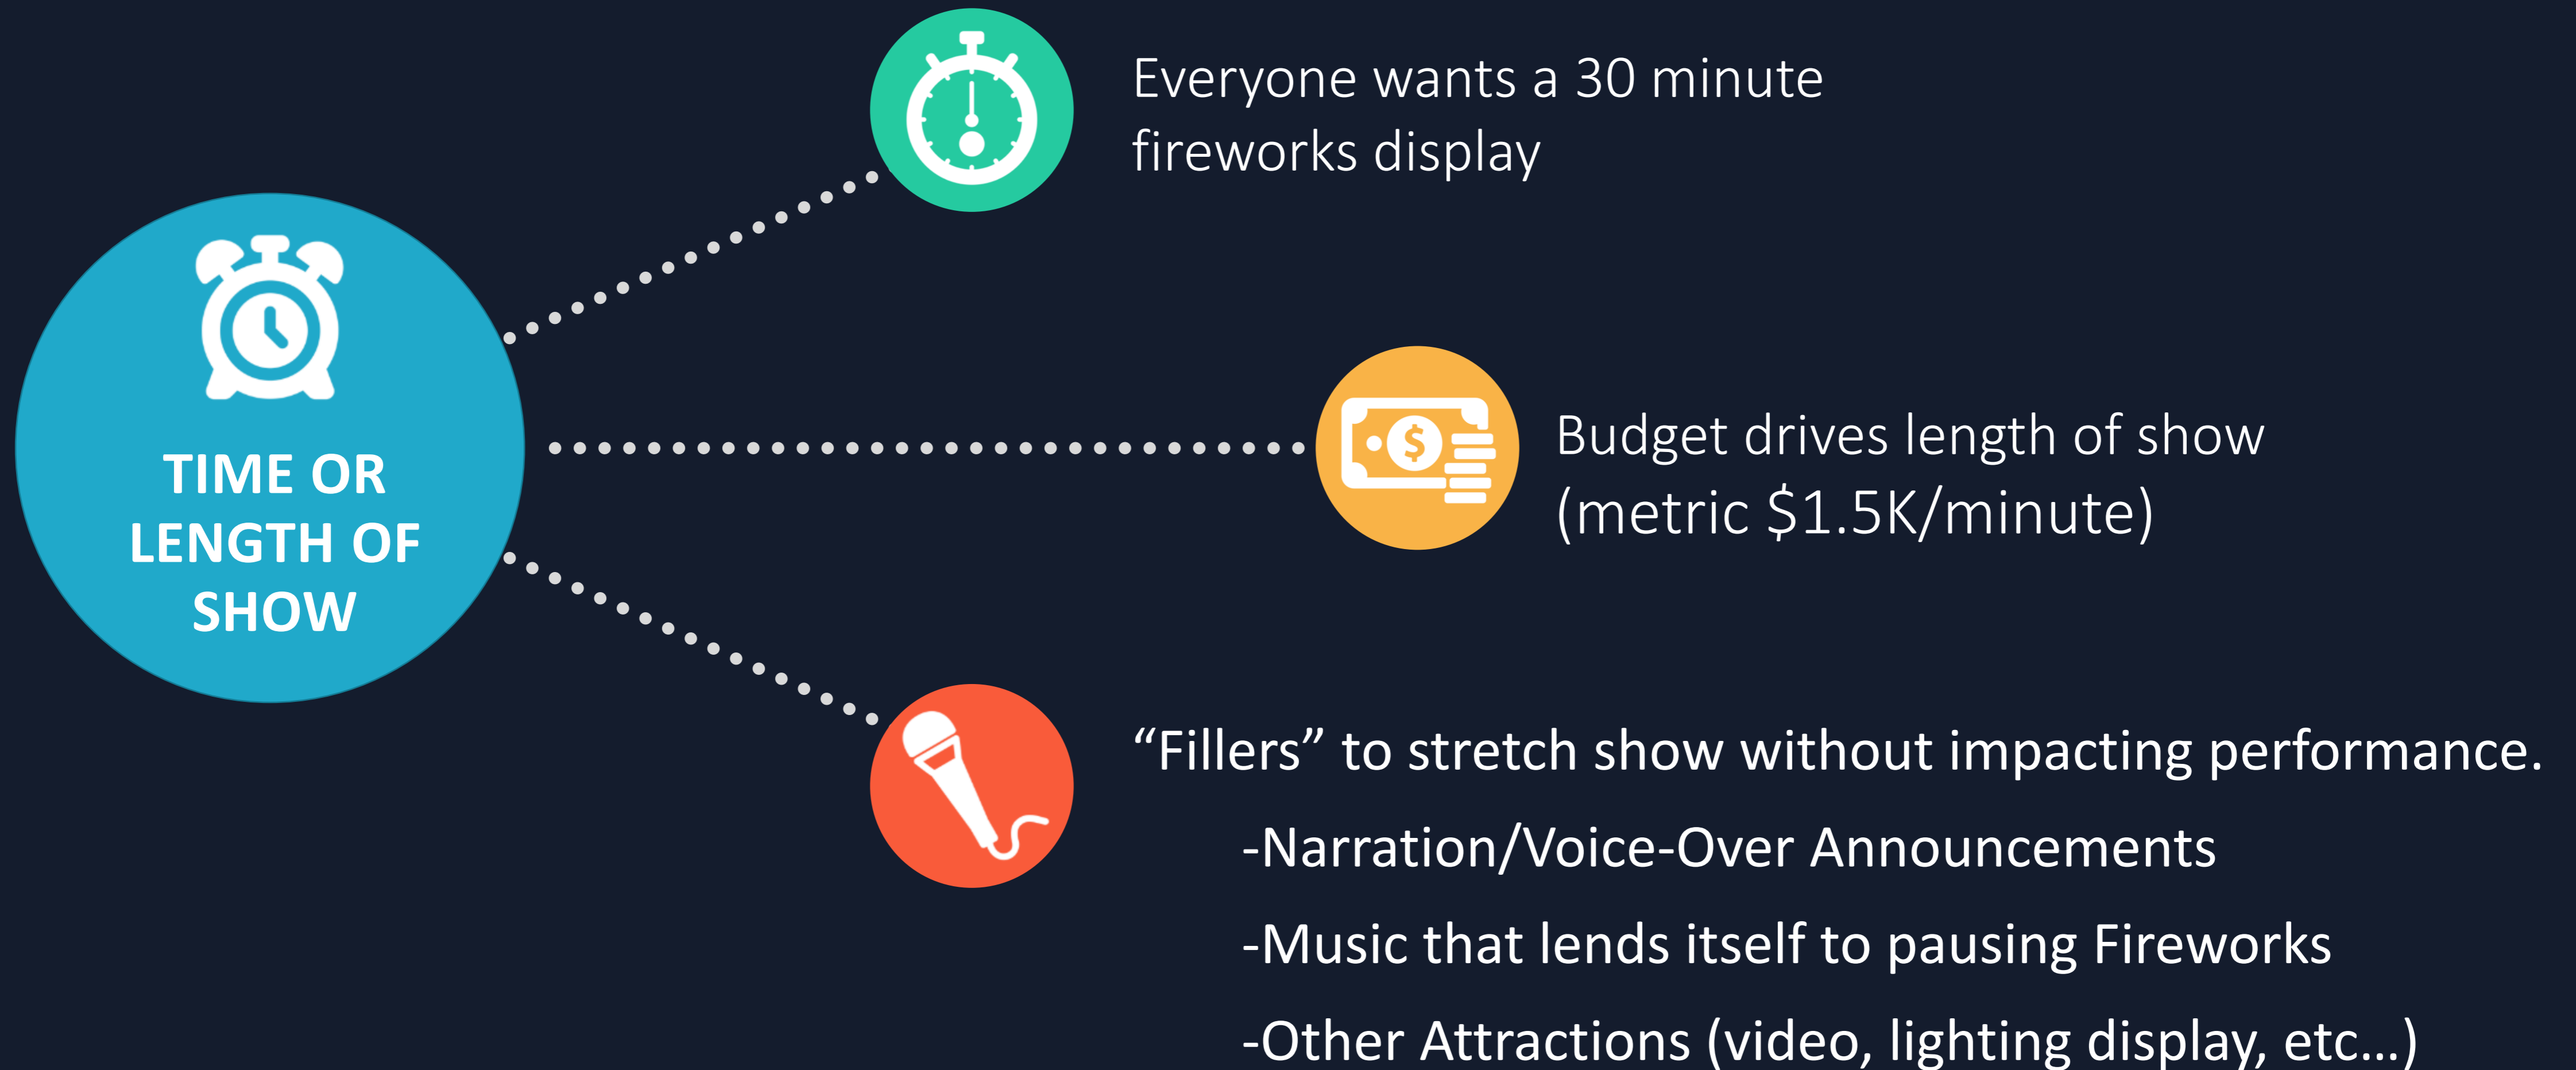 TIME OR
LENGTH OF
SHOW
Everyone wants a 30 minute
fireworks display
$
Budget drives length of show
(metric $1.5K/minute)
“Fillers” to stretch show without impacting performance.
-Narration/Voice-Over Announcements
-Music that lends itself to pausing Fireworks
-Other Attractions (video, lighting display, etc…)